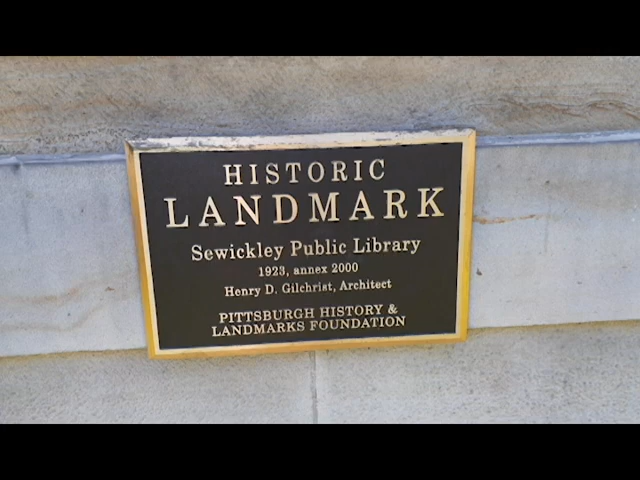 HISTORIC
LANDMARK
Sewickley Public Library
1923, annex 2000
Henry D. Gilchrist, Architect
PITTSBURGH HISTORY &
LANDMARKS FOUNDATION